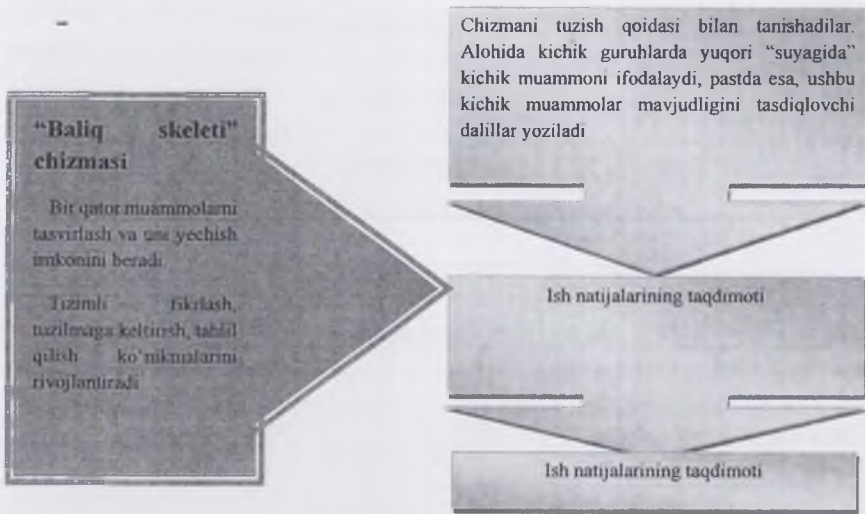 “Baliq skeleti”
chizmasi
Bir qator muammolarni
tasvirlash va uni yechish
imkonini beradi
Tizimli fikrlash,
tuzilmaga keltirish, tahlil
qilish ko‘nikmalarini
rivojlantiradi
Chizmani tuzish qoidasi bilan tanishadilar.
Alohida kichik guruhlarda yuqori “suyagida”
kichik muammoni ifodalaydi, pastda esa, ushbu
kichik muammolar mavjudligini tasdiqlovchi
dalillar yoziladi
Ish natijalarining taqdimoti
Ish natijalarining taqdimoti